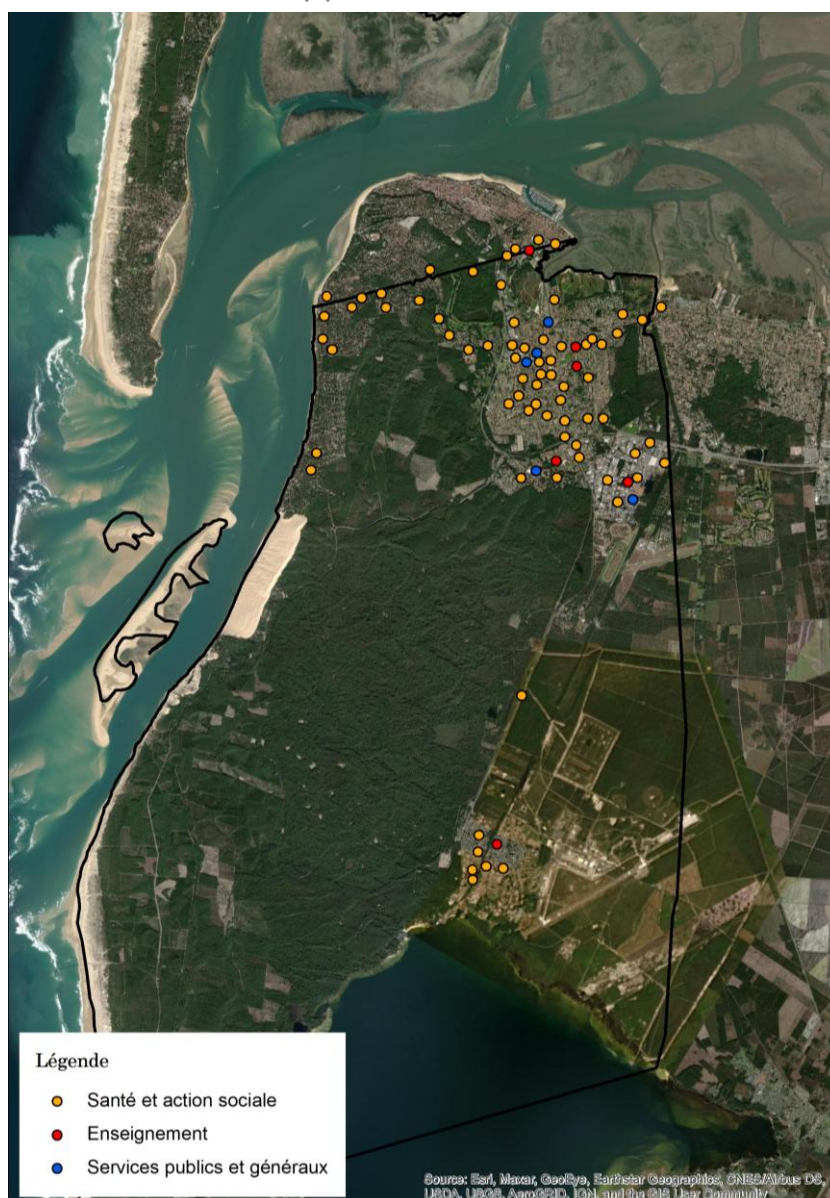 Légende
Santé et action sociale
Enseignement
Services publics et généraux
Source: Esri, Maxar, GeoEye, Earthstar Geographics, CNES/Airbus DS,
USDA, USGS, AeroGRID, IGN, and the GIS User